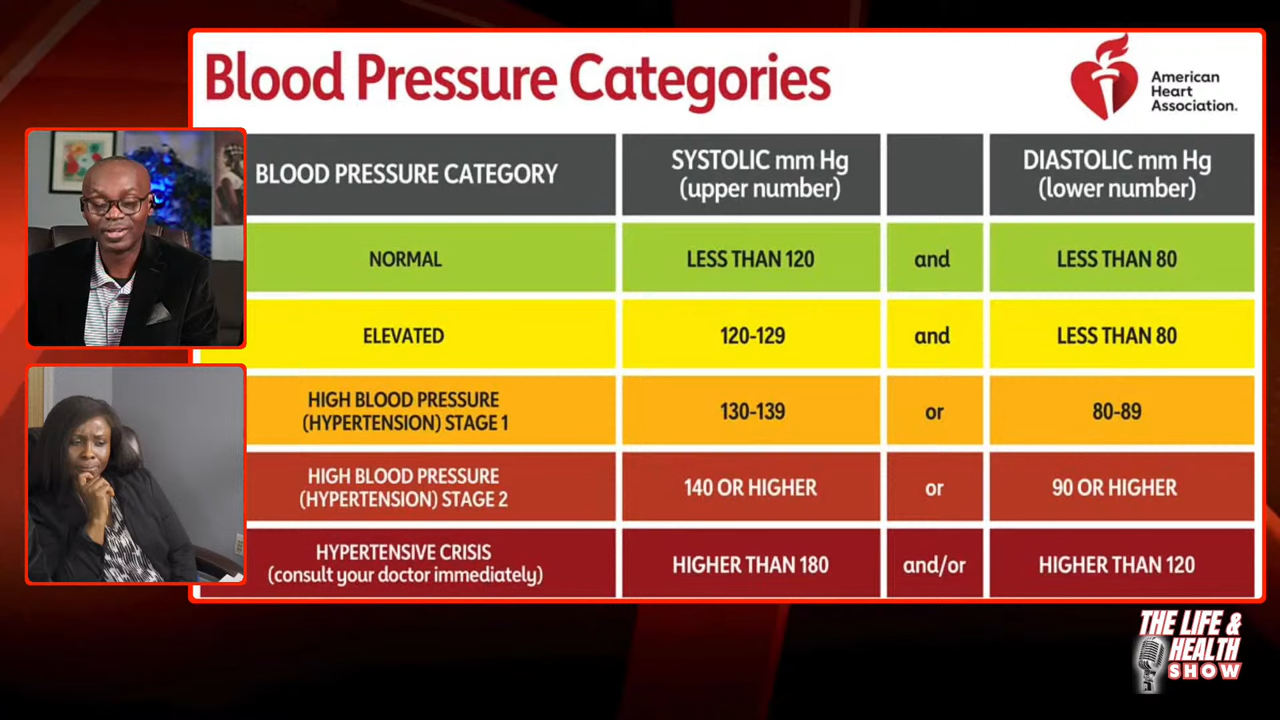 Blood Pressure Categories
American
Heart
Association.
BLOOD PRESSURE CATEGORY
SYSTOLIC mm Hg
(upper number)
DIASTOLIC mm Hg
(lower number)
NORMAL
LESS THAN 120
and
LESS THAN 80
ELEVATED
120-129
and
LESS THAN 80
HIGH BLOOD PRESSURE
(HYPERTENSION) STAGE 1
130-139
or
80-89
HIGH BLOOD PRESSURE
(HYPERTENSION) STAGE 2
140 OR HIGHER
or
90 OR HIGHER
HYPERTENSIVE CRISIS
(consult your doctor immediately)
HIGHER THAN 180
and/or
HIGHER THAN 120
THE LIFE &
HEALTH
SHOW